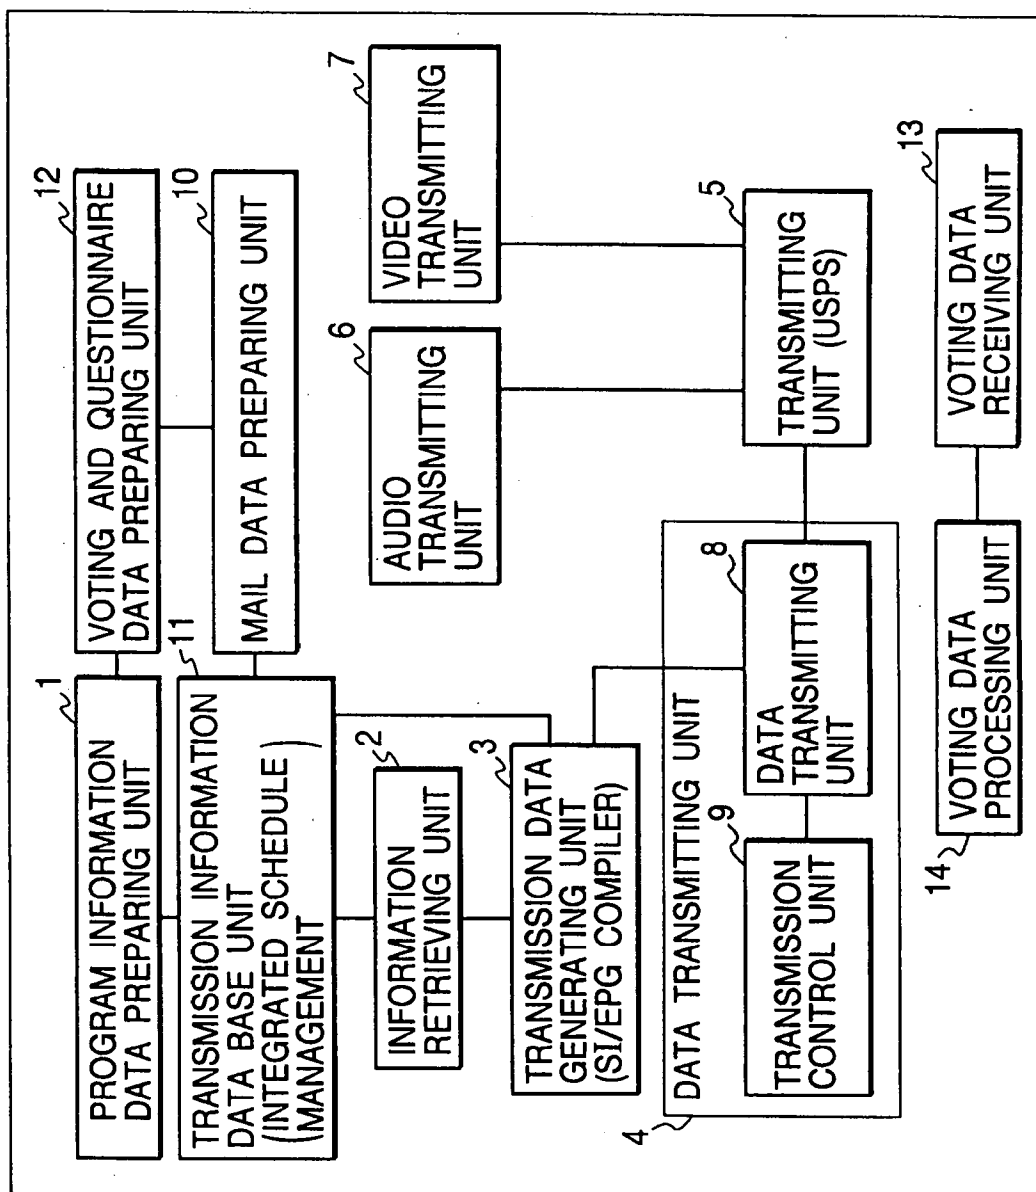 1
PROGRAM INFORMATION
DATA PREPARING UNIT
12
VOTING AND QUESTIONNAIRE
DATA PREPARING UNIT
11
TRANSMISSION INFORMATION
DATA BASE UNIT
(INTEGRATED SCHEDULE)
(MANAGEMENT )
10
MAIL DATA PREPARING UNIT
2
INFORMATION
RETRIEVING UNIT
6
AUDIO
TRANSMITTING
UNIT
7
VIDEO
TRANSMITTING
UNIT
3
TRANSMISSION DATA
GENERATING UNIT
(SI/EPG COMPILER)
4
DATA TRANSMITTING UNIT
9
TRANSMISSION
CONTROL UNIT
8
DATA
TRANSMITTING
UNIT
5
TRANSMITTING
UNIT (USPS)
14
VOTING DATA
PROCESSING UNIT
13
VOTING DATA
RECEIVING UNIT